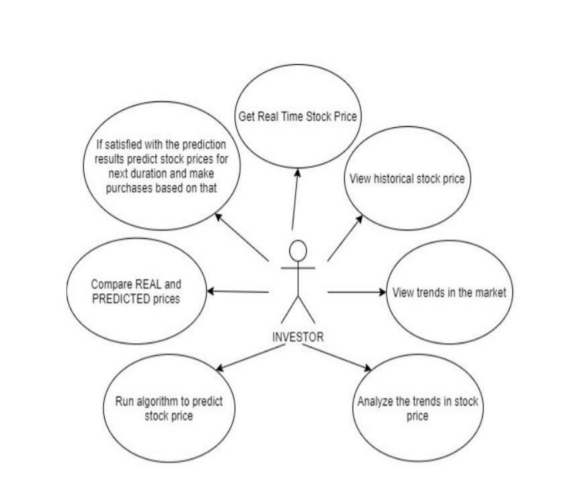 Get Real Time Stock Price
If satisfied with the prediction
results predict stock prices for
next duration and make
purchases based on that
View historical stock price
Compare REAL and
PREDICTED prices
View trends in the market
INVESTOR
Run algorithm to predict
stock price
Analyze the trends in stock
price